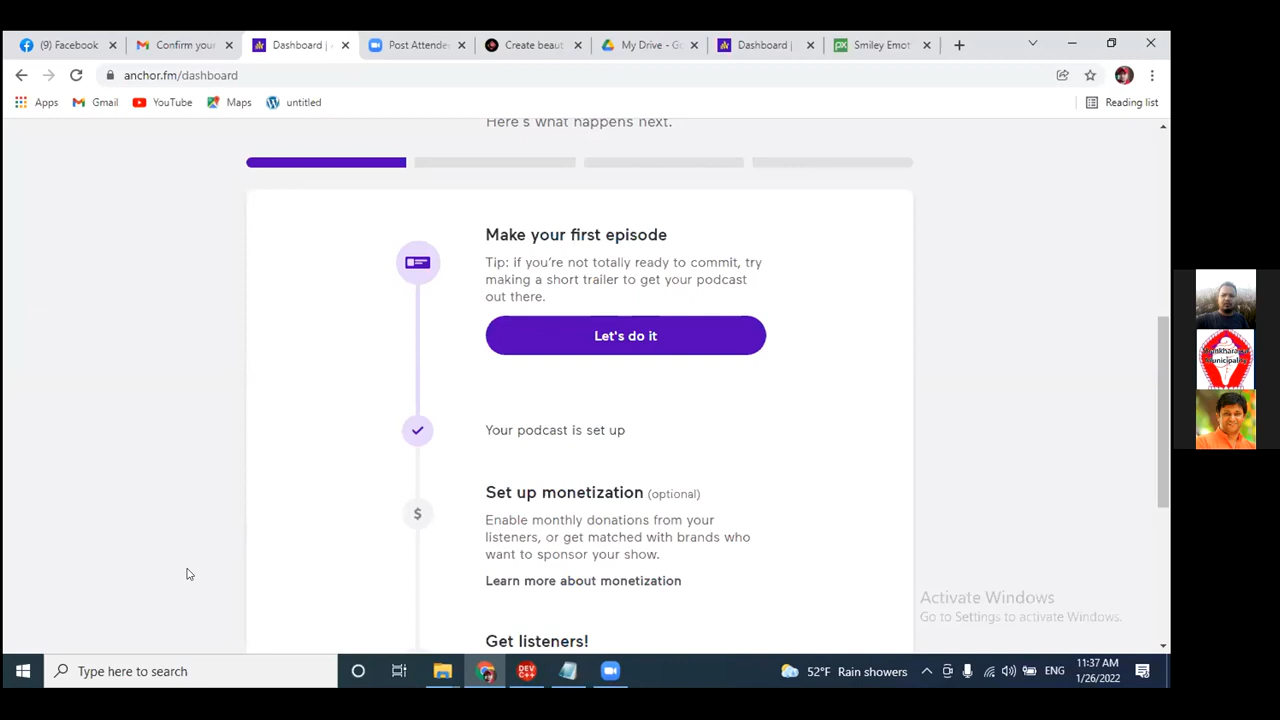 (9) Facebook
Confirm your
Dashboard |
Post Attende
Create beaut
My Drive - Go
Dashboard |
Smiley Emot
anchor.fm/dashboard
Apps
Gmail
YouTube
Maps
untitled
Reading list
Here's what happens next.
Make your first episode
Tip: if you're not totally ready to commit, try
making a short trailer to get your podcast
out there.
Let's do it
Your podcast is set up
Set up monetization (optional)
$
Enable monthly donations from your
listeners, or get matched with brands who
want to sponsor your show.
Learn more about monetization
Get listeners!
Activate Windows
Go to Settings to activate Windows.
Type here to search
DEV
C++
52°F Rain showers
ENG
11:37 AM
1/26/2022
Municipality